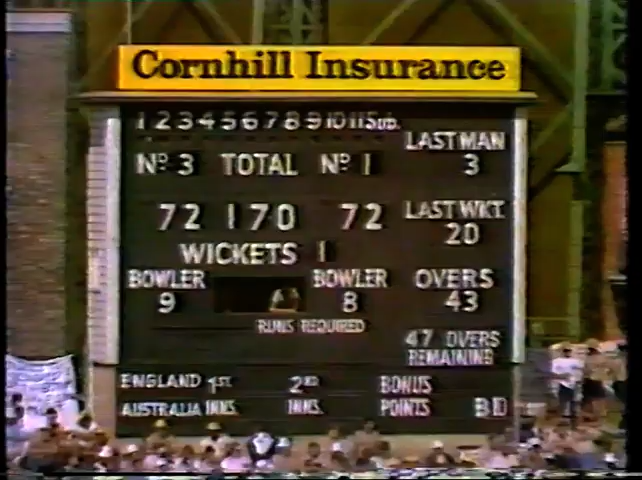 Cornhill Insurance
1 2 3 4 5 6 7 8 9 10 11 SUB.
LAST MAN
3
Nº 3 TOTAL Nº 1
72 170 72
LAST WKT.
20
WICKETS 1
BOWLER BOWLER OVERS
9 8 43
RUNS REQUIRED
47 OVERS
REMAINING
ENGLAND 1ST. 2ND BONUS
AUSTRALIA INNS. INNS. POINTS BD